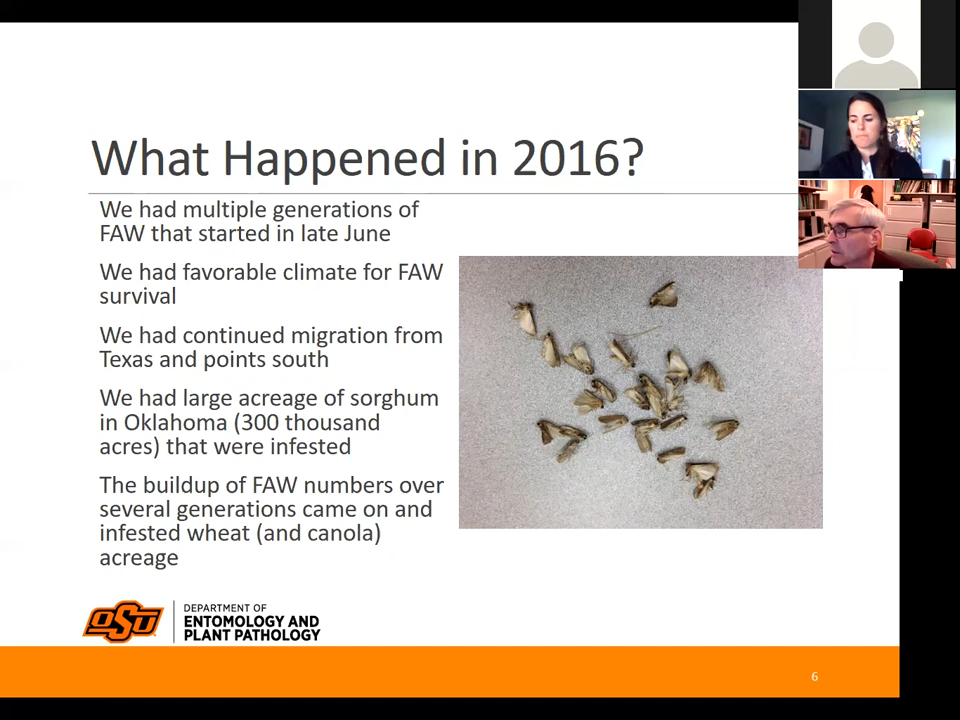 What Happened in 2016?
We had multiple generations of
FAW that started in late June
We had favorable climate for FAW
survival
We had continued migration from
Texas and points south
We had large acreage of sorghum
in Oklahoma (300 thousand
acres) that were infested
The buildup of FAW numbers over
several generations came on and
infested wheat (and canola)
acreage
OSU
DEPARTMENT OF
ENTOMOLOGY AND
PLANT PATHOLOGY
6